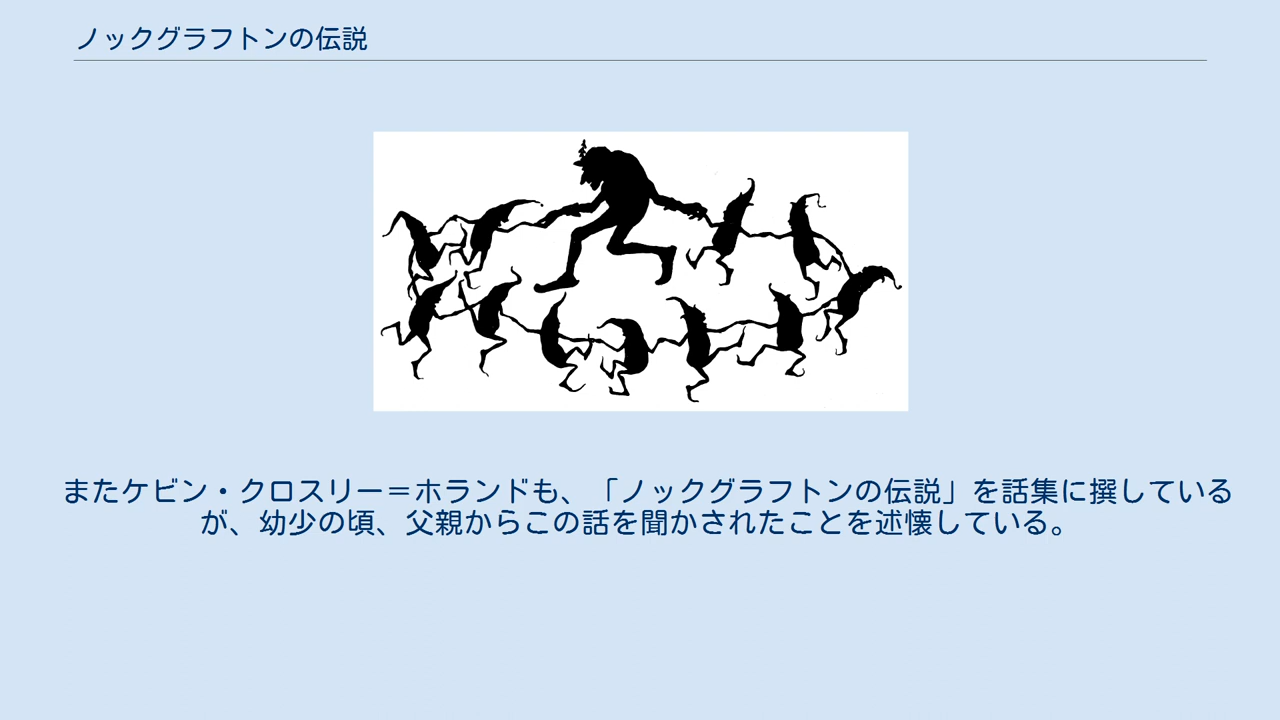 ノックグラフトンの伝説
またケビン・クロスリー＝ホランドも、「ノックグラフトンの伝説」を話集に撰している
が、幼少の頃、父親からこの話を聞かされたことを述懐している。